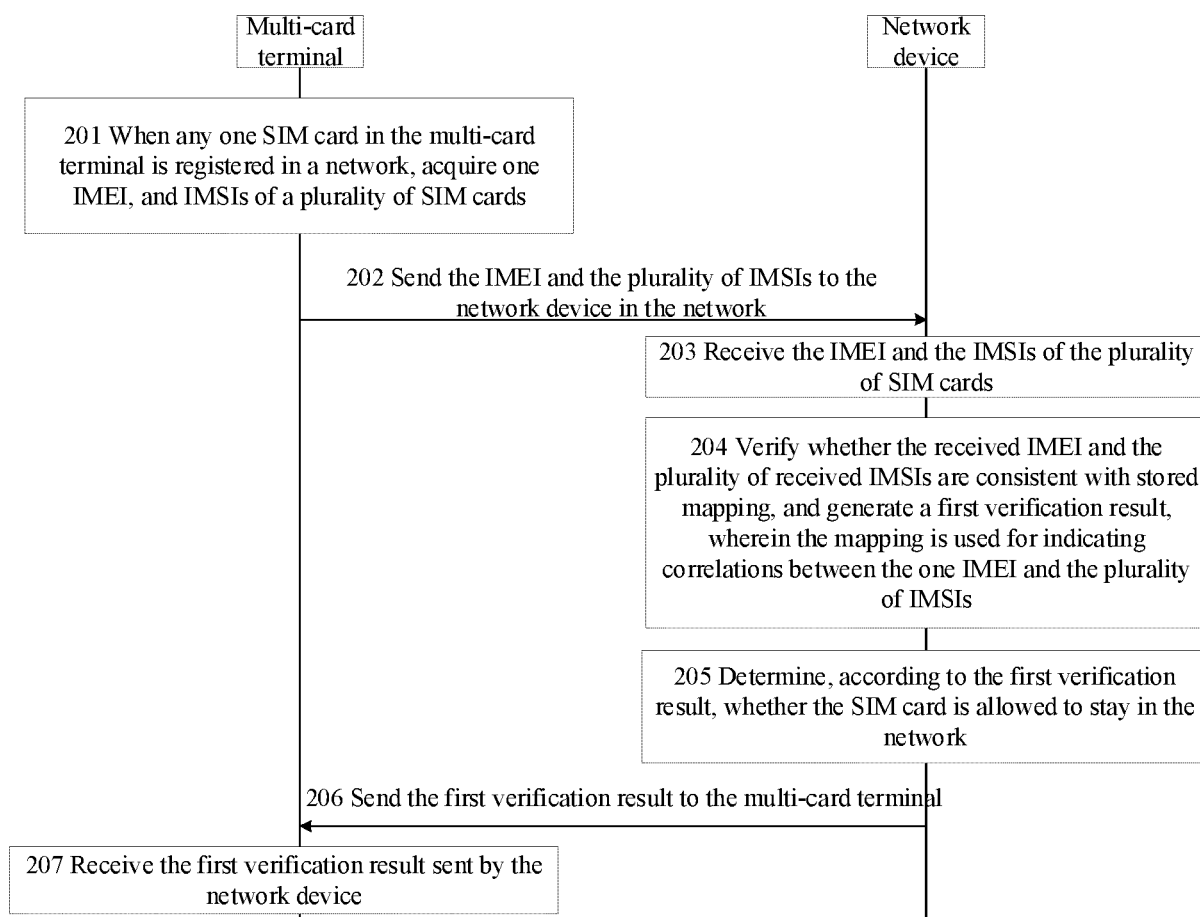 Multi-card
terminal
Network
device
201 When any one SIM card in the multi-card
terminal is registered in a network, acquire one
IMEI, and IMSIs of a plurality of SIM cards
202 Send the IMEI and the plurality of IMSIs to the
network device in the network
203 Receive the IMEI and the IMSIs of the plurality
of SIM cards
204 Verify whether the received IMEI and the
plurality of received IMSIs are consistent with stored
mapping, and generate a first verification result,
wherein the mapping is used for indicating
correlations between the one IMEI and the plurality
of IMSIs
205 Determine, according to the first verification
result, whether the SIM card is allowed to stay in the
network
206 Send the first verification result to the multi-card terminal
207 Receive the first verification result sent by the
network device